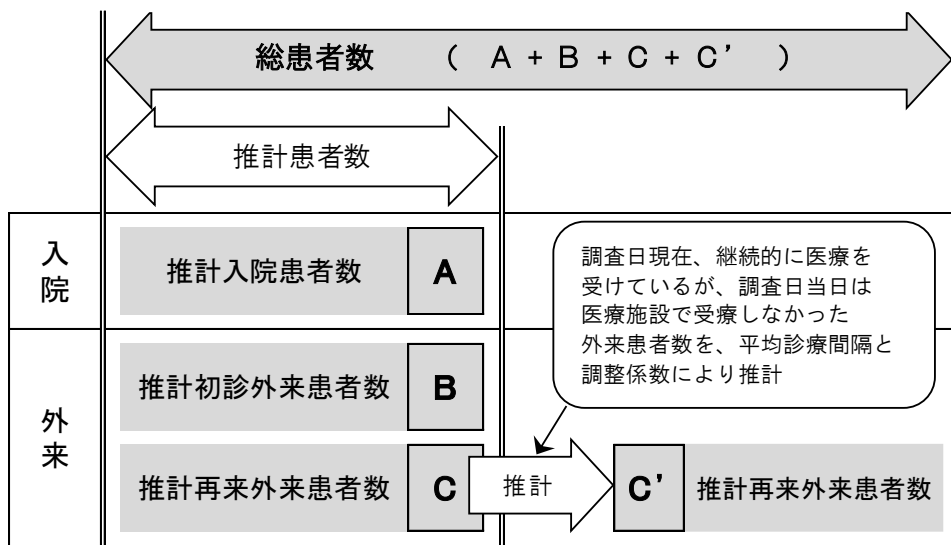 総患者数 （ A + B + C + C’ ）
推計患者数
入院
推計入院患者数 A
調査日現在、継続的に医療を
受けているが、調査日当日は
医療施設で受療しなかった
外来患者数を、平均診療間隔と
調整係数により推計
外来
推計初診外来患者数 B
推計再来外来患者数 C
推計
C’ 推計再来外来患者数